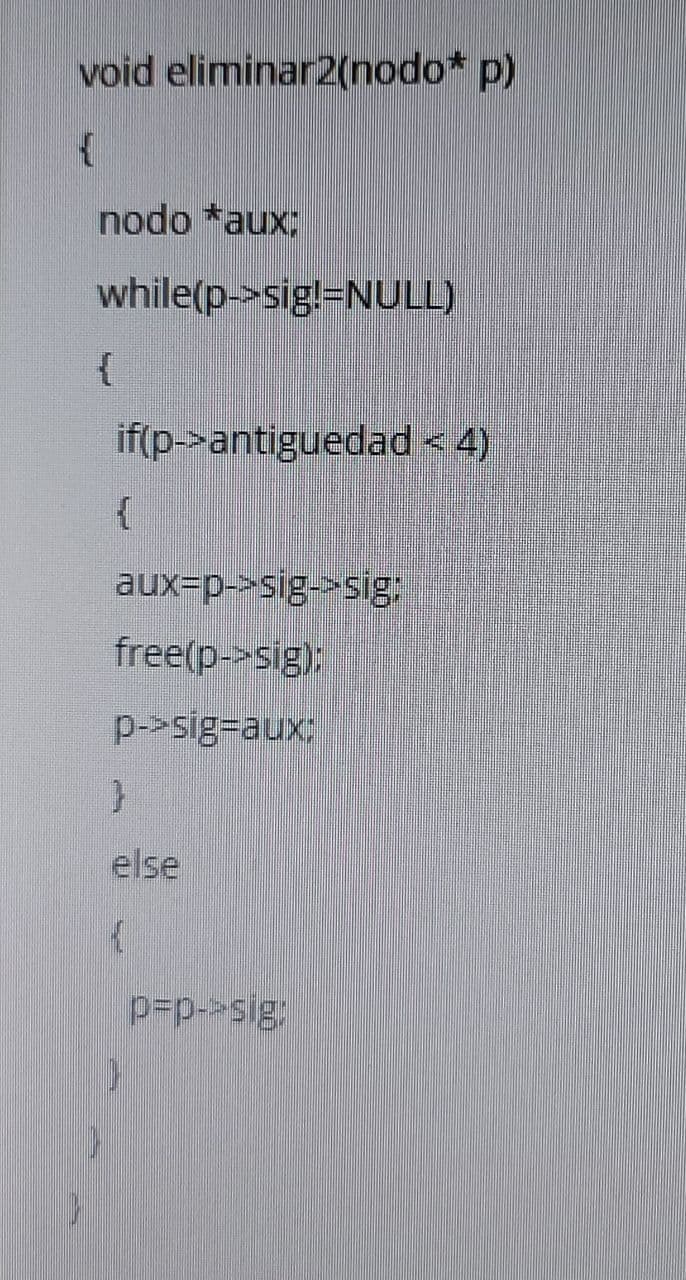 void eliminar2(nodo* p)
{
nodo *aux;
while(p->sig!=NULL)
{
if(p->antiguedad < 4)
{
aux=p->sig->sig;
free(p->sig);
p->sig=aux;
}
else
{
p=p->sig;
}
}
}